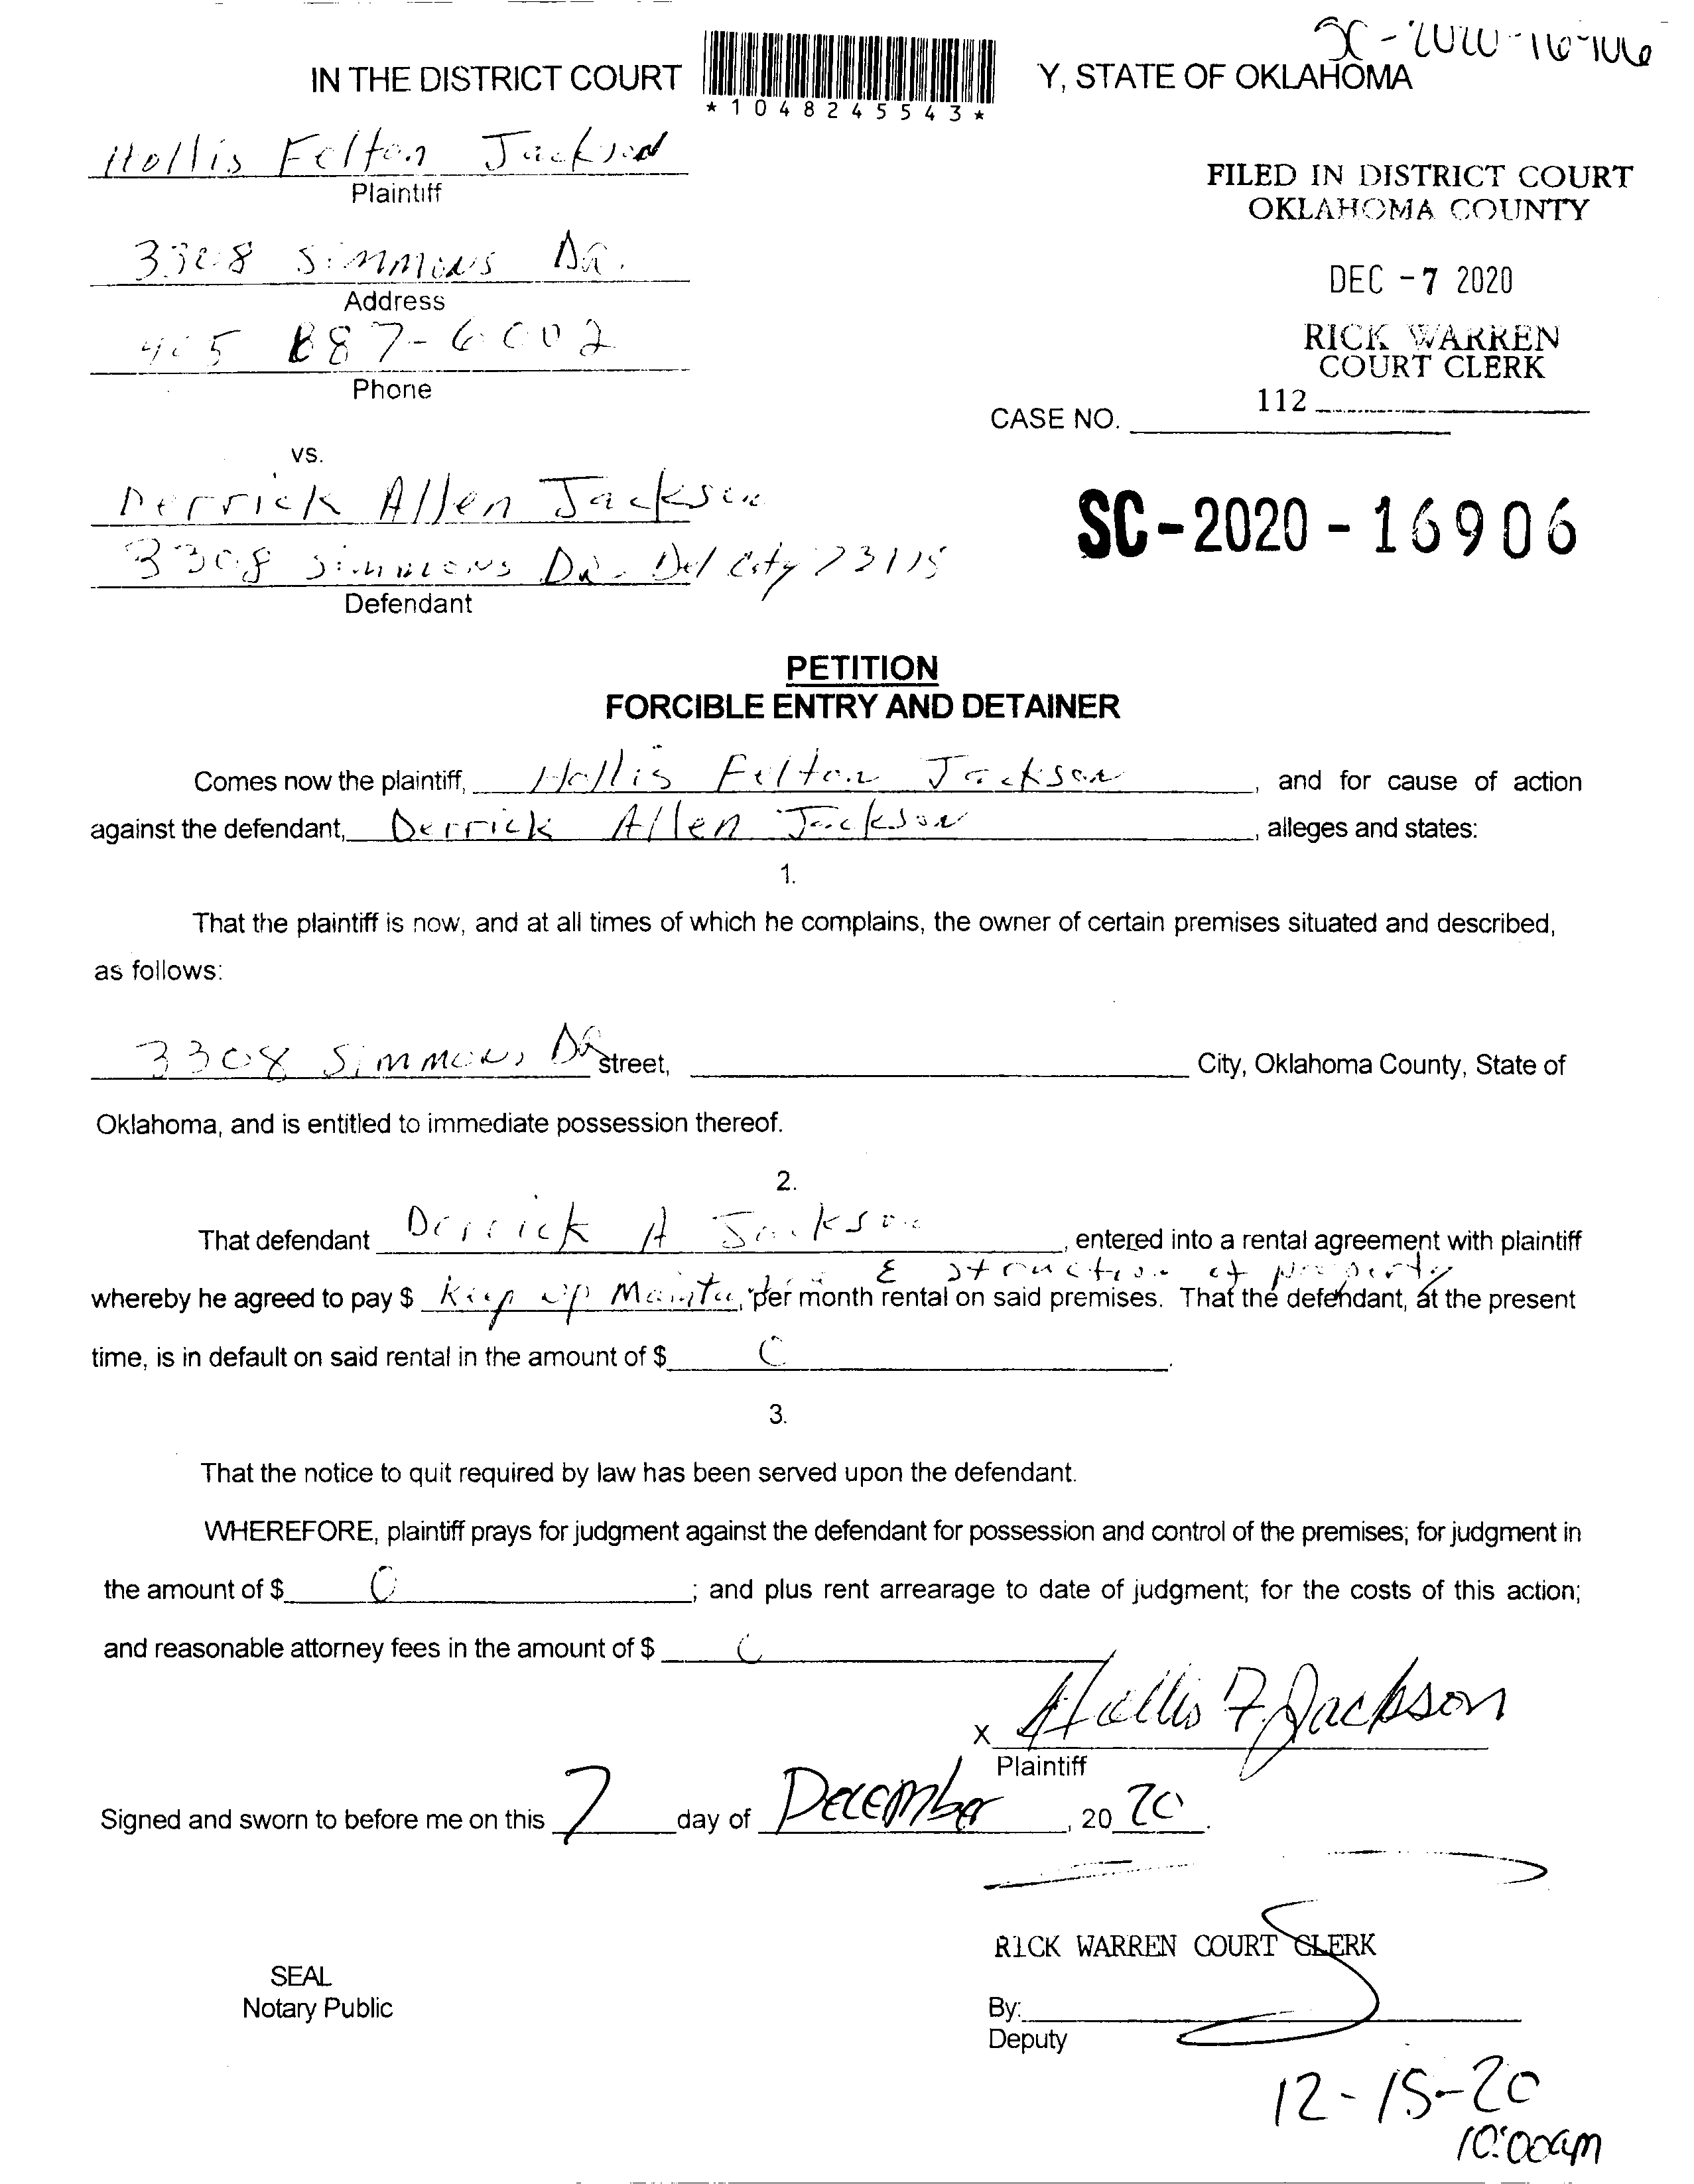 SC-2020-16906
IN THE DISTRICT COURT Y, STATE OF OKLAHOMA
*1048245543*
Hollis Felton Jackson
Plaintiff
FILED IN DISTRICT COURT
OKLAHOMA COUNTY
3308 Simmons Dr.
Address
DEC -7 2020
405 887-6002
Phone
RICK WARREN
COURT CLERK
112
CASE NO.
vs.
Derrick Allen Jackson
SC-2020-16906
3308 Simmons Dr. Del City 73115
Defendant
PETITION
FORCIBLE ENTRY AND DETAINER
Comes now the plaintiff, Hollis Felton Jackson, and for cause of action
against the defendant, Derrick Allen Jackson, alleges and states:
1.
That the plaintiff is now, and at all times of which he complains, the owner of certain premises situated and described,
as follows:
3308 Simmons Dr street, City, Oklahoma County, State of
Oklahoma, and is entitled to immediate possession thereof.
2.
That defendant Derrick A Jackson, entered into a rental agreement with plaintiff
& of property
whereby he agreed to pay $ Keep up per month rental on said premises. That the defendant, at the present
time, is in default on said rental in the amount of $ 0.
3.
That the notice to quit required by law has been served upon the defendant.
WHEREFORE, plaintiff prays for judgment against the defendant for possession and control of the premises; for judgment in
the amount of $ 0; and plus rent arrearage to date of judgment; for the costs of this action;
and reasonable attorney fees in the amount of $ 0
x Hollis F Jackson
Plaintiff
Signed and sworn to before me on this 7 day of December, 20 20.
RICK WARREN COURT CLERK
SEAL
Notary Public
By:
Deputy
12-15-20
10:00am